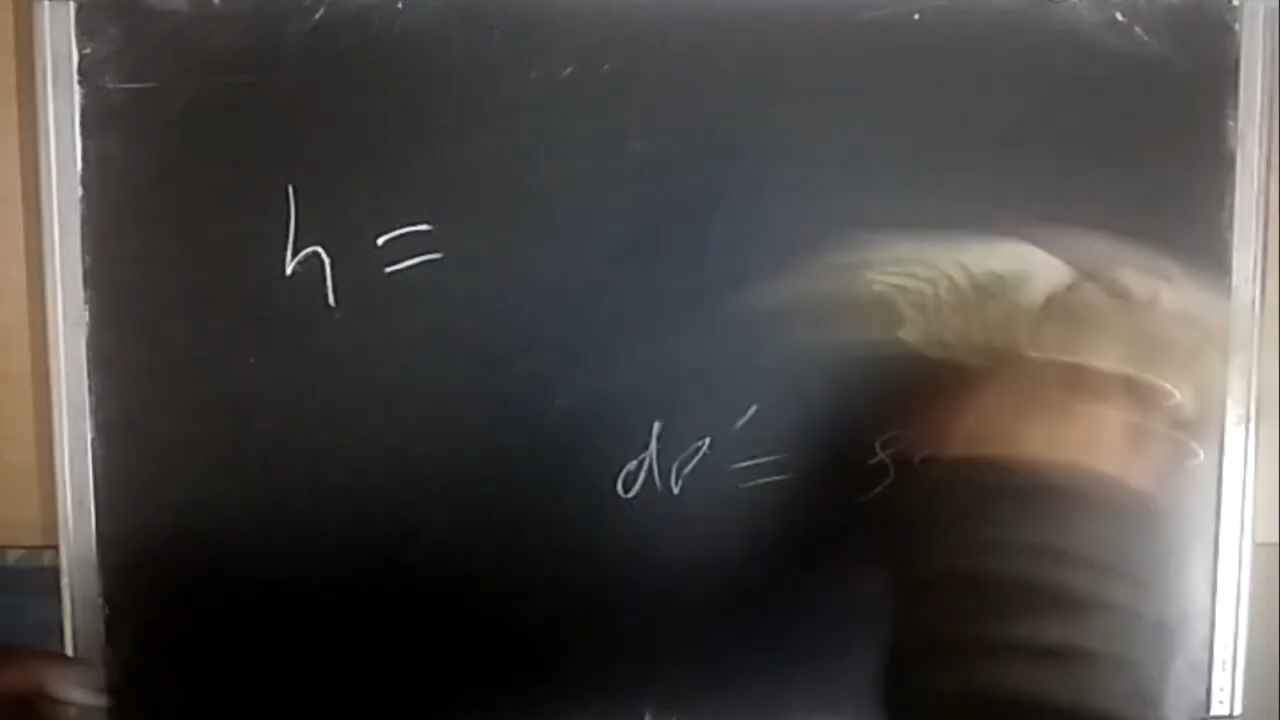 h =
dp' =